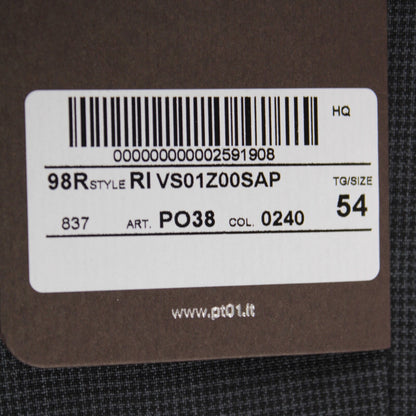 HQ
000000000002591908
98R STYLE RI VS01Z00SAP TG/SIZE
837 ART. PO38 COL. 0240 54
www.pt01.it